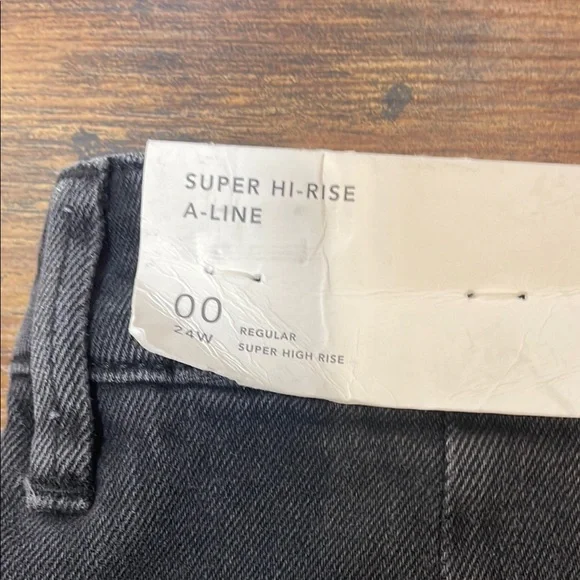 SUPER HI-RISE
A-LINE
00
24W
REGULAR
SUPER HIGH RISE